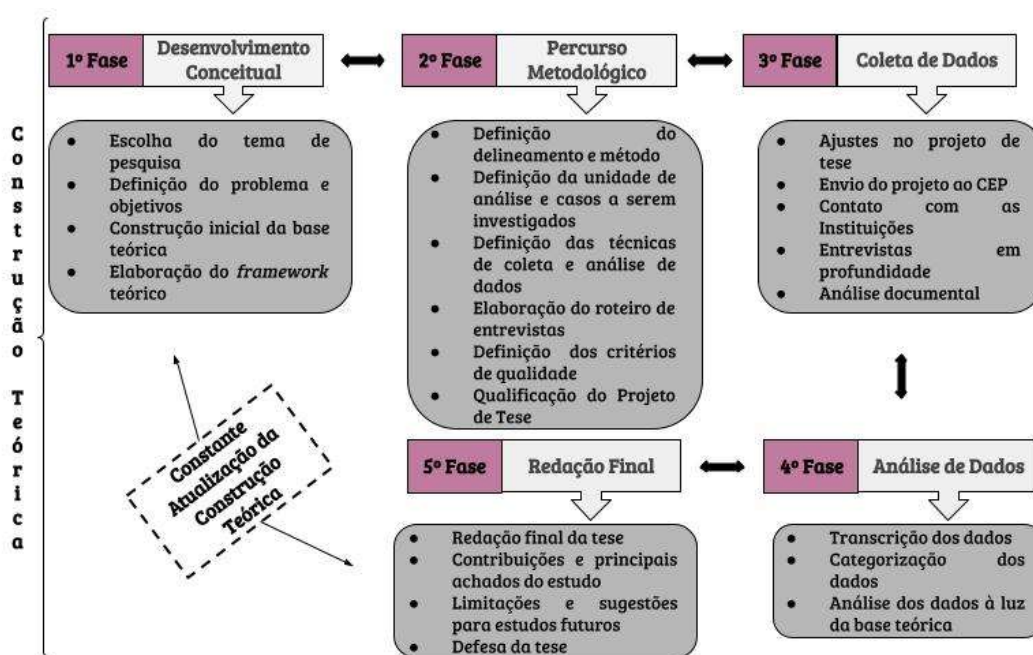 Construção Teórica
1º Fase
Desenvolvimento
Conceitual
● Escolha do tema de
pesquisa
● Definição do problema e
objetivos
● Construção inicial da base
teórica
● Elaboração do framework
teórico
2º Fase
Percurso
Metodológico
● Definição do
delineamento e método
● Definição da unidade de
análise e casos a serem
investigados
● Definição das técnicas
de coleta e análise de
dados
● Elaboração do roteiro de
entrevistas
● Definição dos critérios
de qualidade
● Qualificação do Projeto
de Tese
3º Fase
Coleta de Dados
● Ajustes no projeto de
tese
● Envio do projeto ao CEP
● Contato com as
Instituições
● Entrevistas em
profundidade
● Análise documental
Constante
Atualização da
Construção
Teórica
5º Fase
Redação Final
● Redação final da tese
● Contribuições e principais
achados do estudo
● Limitações e sugestões
para estudos futuros
● Defesa da tese
4º Fase
Análise de Dados
● Transcrição dos dados
● Categorização dos
dados
● Análise dos dados à luz
da base teórica